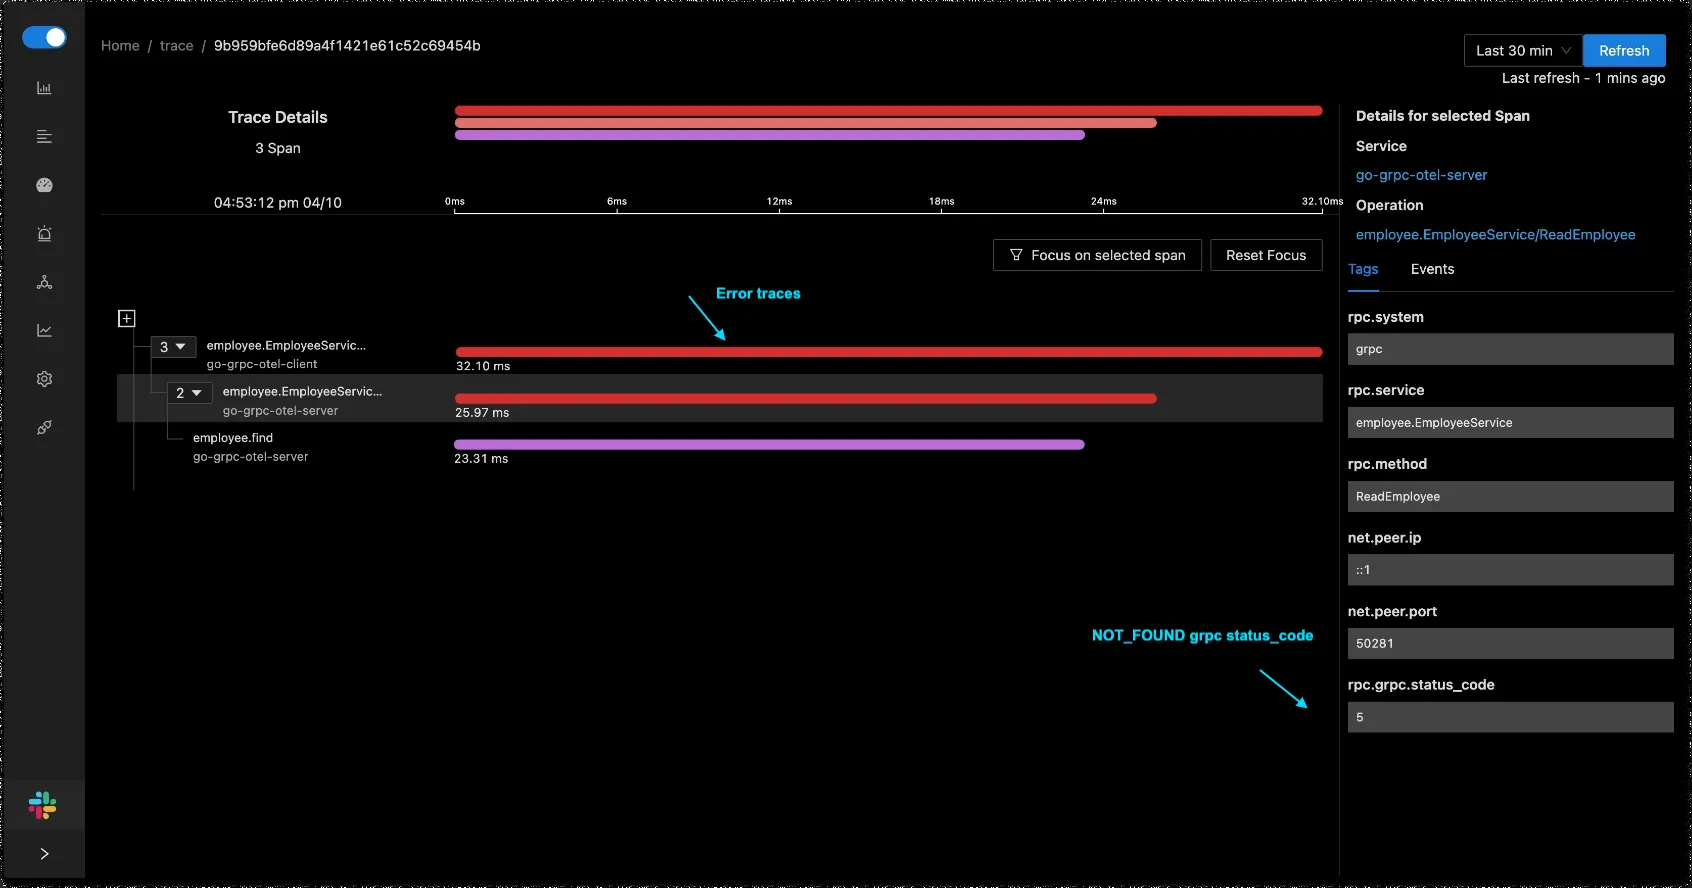 Home / trace / 9b959bfe6d89a4f1421e61c52c69454b
Last 30 min
Refresh
Last refresh - 1 mins ago
Trace Details
3 Span
04:53:12 pm 04/10
0ms 6ms 12ms 18ms 24ms 32.10ms
Focus on selected span
Reset Focus
Error traces
3
employee.EmployeeServic...
go-grpc-otel-client
32.10 ms
2
employee.EmployeeServic...
go-grpc-otel-server
25.97 ms
employee.find
go-grpc-otel-server
23.31 ms
NOT_FOUND grpc status_code
Details for selected Span
Service
go-grpc-otel-server
Operation
employee.EmployeeService/ReadEmployee
Tags Events
rpc.system
grpc
rpc.service
employee.EmployeeService
rpc.method
ReadEmployee
net.peer.ip
::1
net.peer.port
50281
rpc.grpc.status_code
5